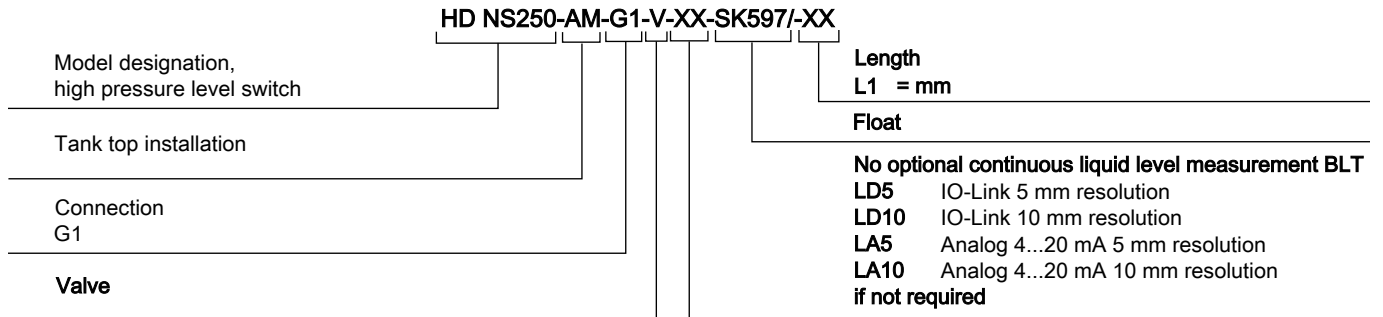 HD NS250-AM-G1-V-XX-SK597/-XX
Model designation,
high pressure level switch
Tank top installation
Connection
G1
Valve
Length
L1 = mm
Float
No optional continuous liquid level measurement BLT
LD5 IO-Link 5 mm resolution
LD10 IO-Link 10 mm resolution
LA5 Analog 4...20 mA 5 mm resolution
LA10 Analog 4...20 mA 10 mm resolution
if not required